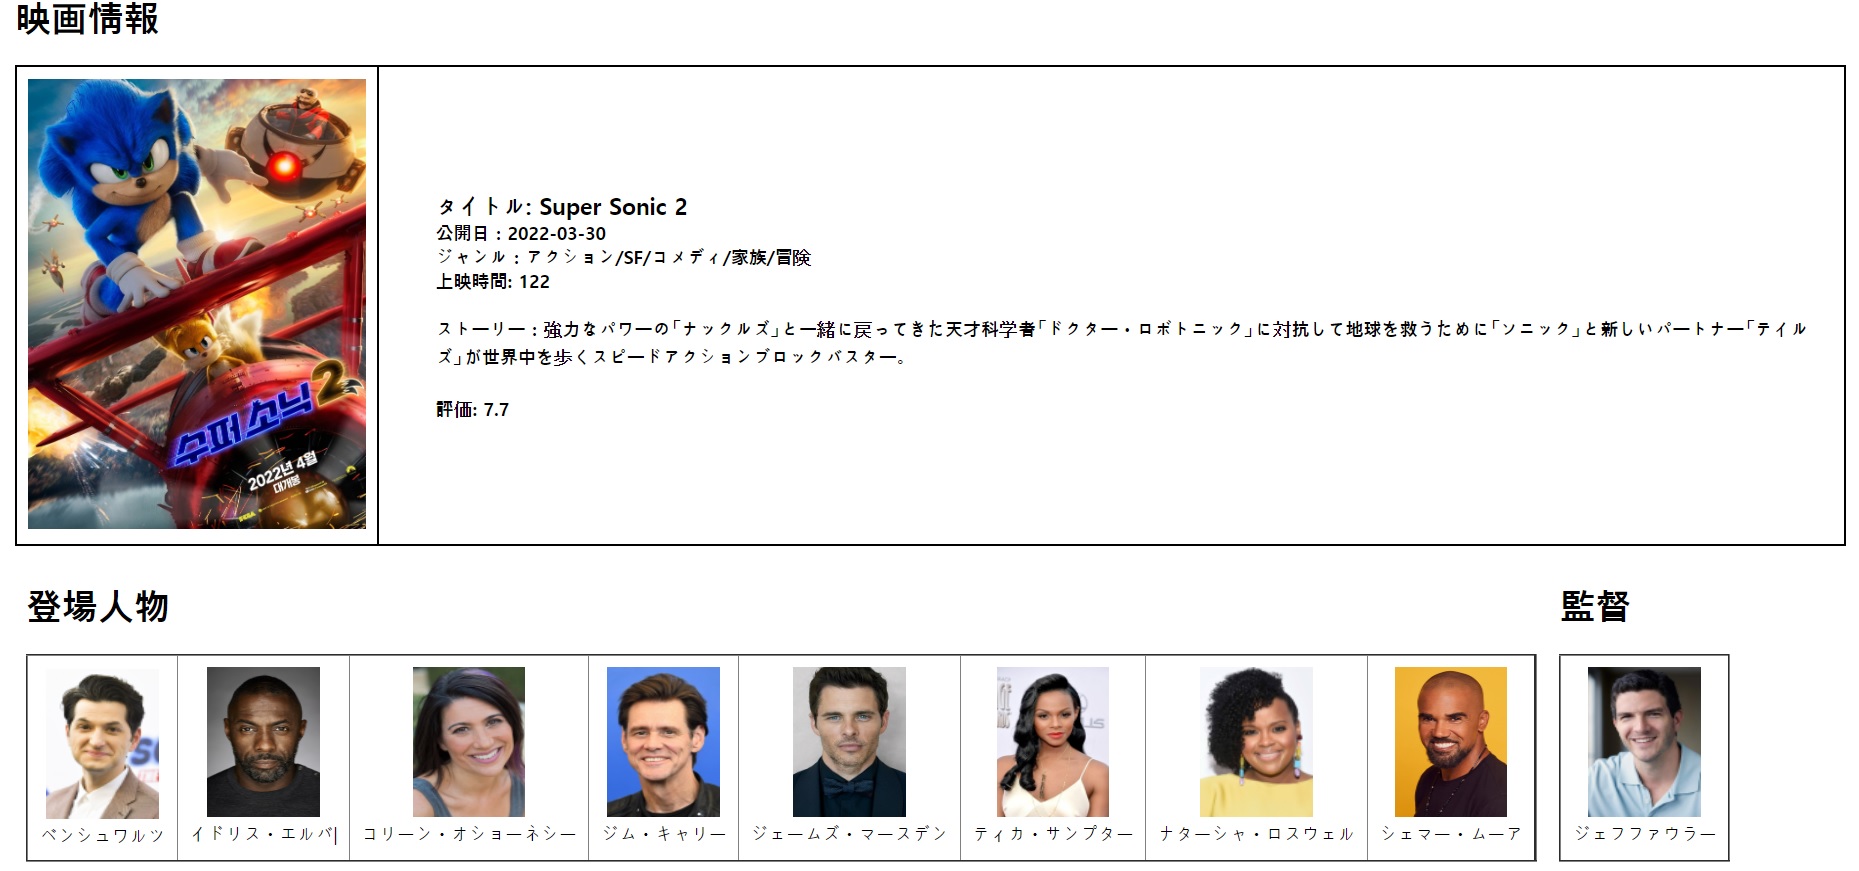 映画情報
수퍼 소닉 2
2022년 4월
대개봉
SEGA
タイトル: Super Sonic 2
公開日 : 2022-03-30
ジャンル : アクション/SF/コメディ/家族/冒険
上映時間: 122
ストーリー : 強力なパワーの「ナックルズ」と一緒に戻ってきた天才科学者「ドクター・ロボトニック」に対抗して地球を救うために「ソニック」と新しいパートナー「テイル
ズ」が世界中を歩くスピードアクションブロックバスター。
評価: 7.7
登場人物
監督
ベンシュワルツ
イドリス・エルバ|
コリーン・オショーネシー
ジム・キャリー
ジェームズ・マースデン
ティカ・サンプター
ナターシャ・ロスウェル
シェマー・ムーア
ジェフファウラー